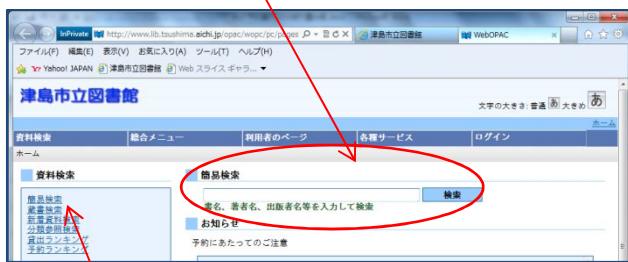 InPrivate http://www.lib.tsushima.aichi.jp/opac/wopc/pc/pages 津島市立図書館 WebOPAC
ファイル(F) 編集(E) 表示(V) お気に入り(A) ツール(T) ヘルプ(H)
Yahoo! JAPAN 津島市立図書館 Web スライス ギャラ...
津島市立図書館
文字の大きさ: 普通 あ 大きめ あ
ホーム
資料検索 総合メニュー 利用者のページ 各種サービス ログイン
ホーム
資料検索
簡易検索
蔵書検索
新着資料検索
分類参照検索
貸出ランキング
予約ランキング
簡易検索
検索
書名、著者名、出版者名等を入力して検索
お知らせ
予約にあたってのご注意